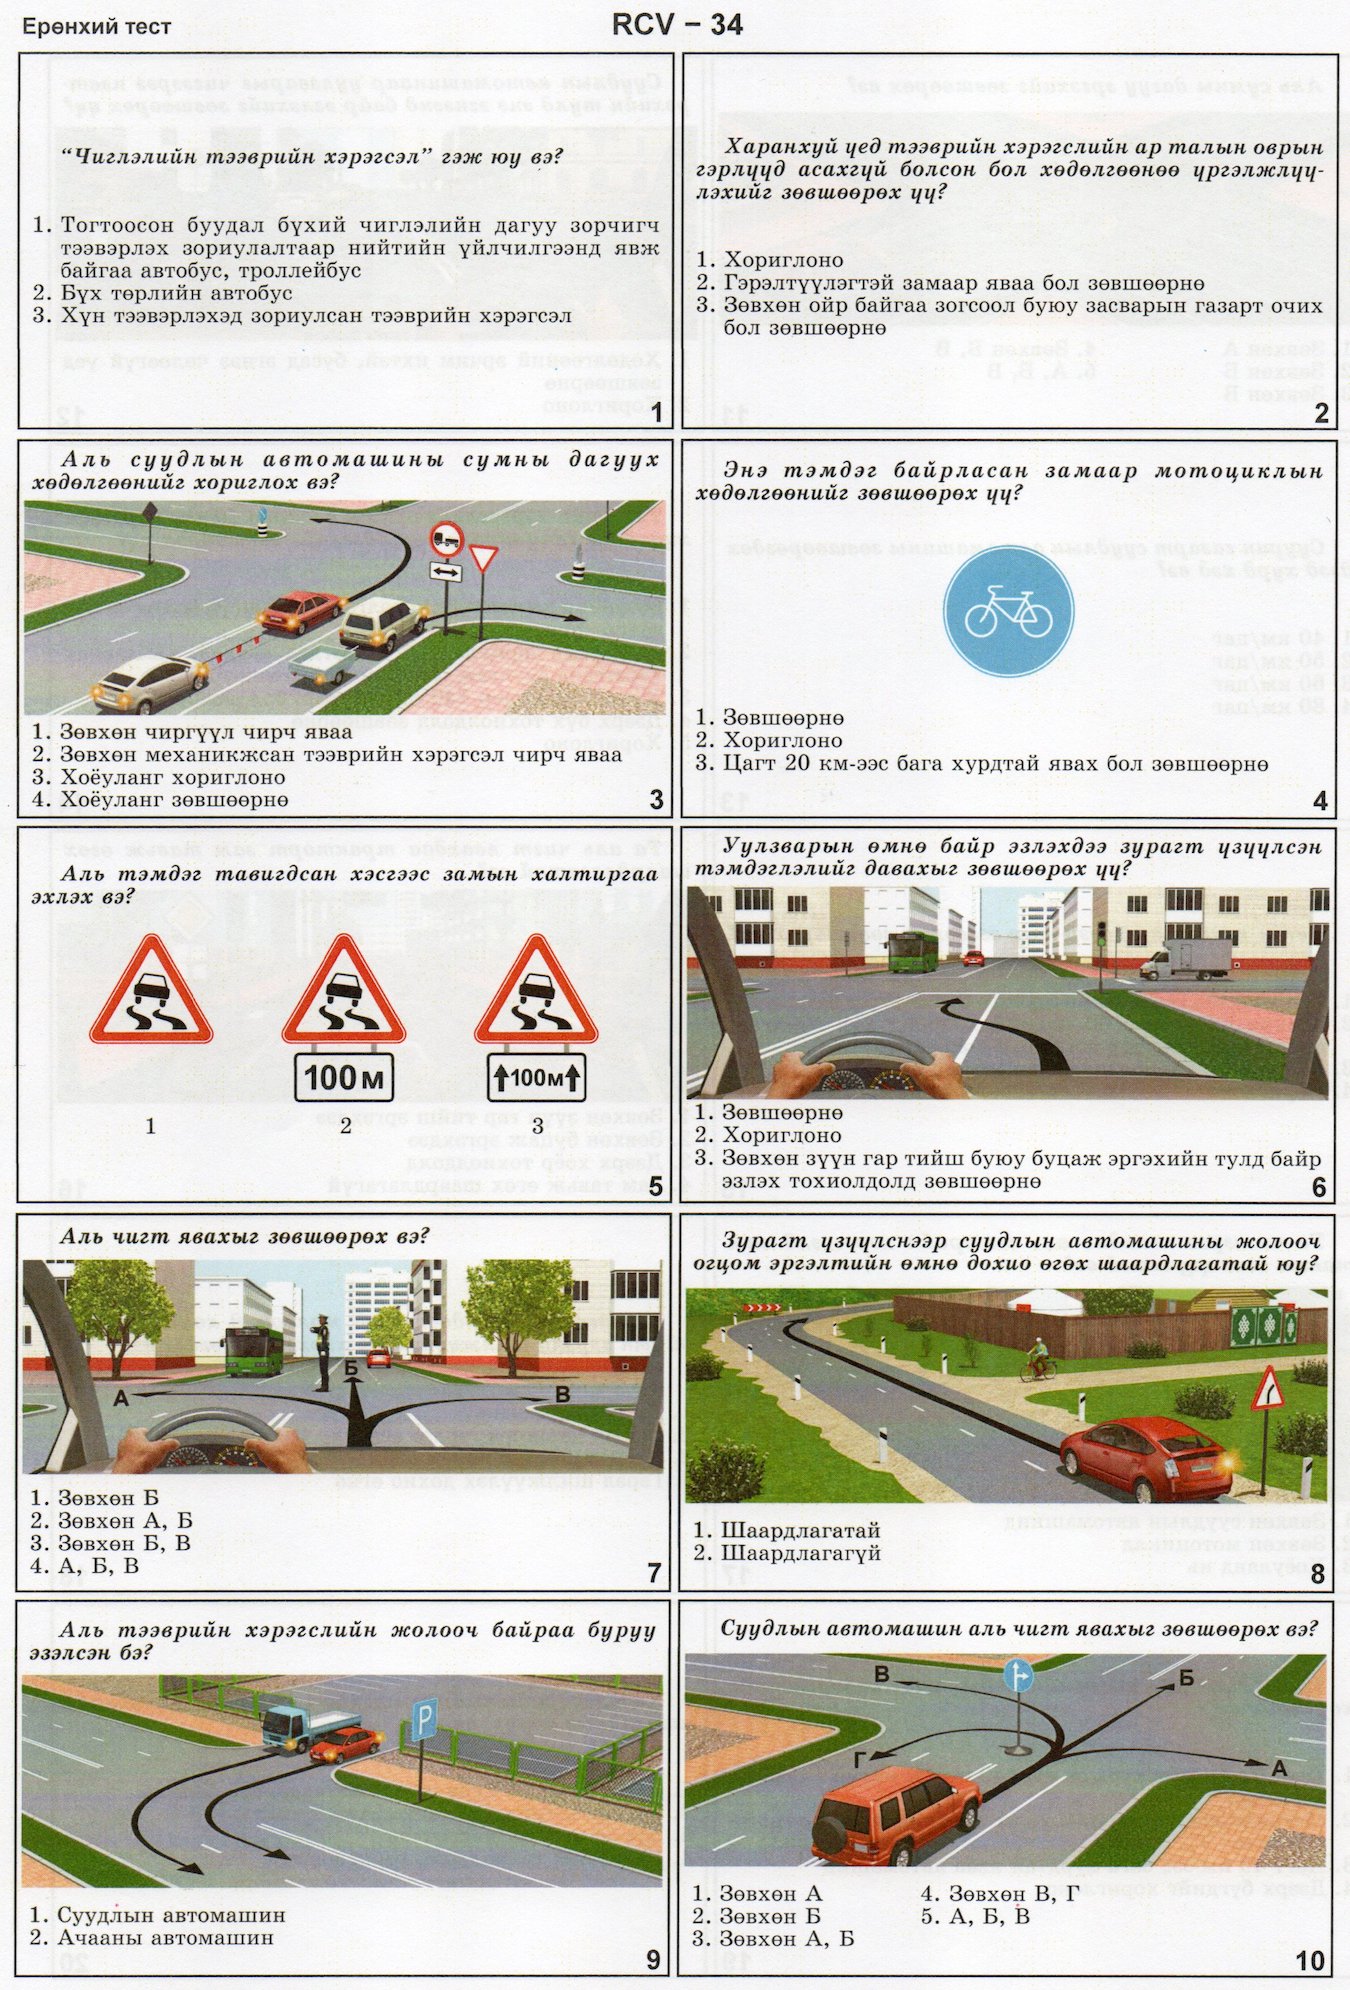 Ерөнхий тест
RCV – 34
"Чиглэлийн тээврийн хэрэгсэл" гэж юу вэ?
1. Тогтоосон буудал бүхий чиглэлийн дагуу зорчигч
тээвэрлэх зориулалтаар нийтийн үйлчилгээнд явж
байгаа автобус, троллейбус
2. Бүх төрлийн автобус
3. Хүн тээвэрлэхэд зориулсан тээврийн хэрэгсэл
1
Харанхуй үед тээврийн хэрэгслийн ар талын оврын
гэрлүүд асахгүй болсон бол хөдөлгөөнөө үргэлжлүү-
лэхийг зөвшөөрөх үү?
1. Хориглоно
2. Гэрэлтүүлэгтэй замаар яваа бол зөвшөөрнө
3. Зөвхөн ойр байгаа зогсоол буюу засварын газарт очих
бол зөвшөөрнө
2
Аль суудлын автомашины сумны дагуух
хөдөлгөөнийг хориглох вэ?
1. Зөвхөн чиргүүл чирч яваа
2. Зөвхөн механикжсан тээврийн хэрэгсэл чирч яваа
3. Хоёуланг хориглоно
4. Хоёуланг зөвшөөрнө
3
Энэ тэмдэг байрласан замаар мотоциклын
хөдөлгөөнийг зөвшөөрөх үү?
1. Зөвшөөрнө
2. Хориглоно
3. Цагт 20 км-ээс бага хурдтай явах бол зөвшөөрнө
4
Аль тэмдэг тавигдсан хэсгээс замын халтиргаа
эхлэх вэ?
100м
100м
1
2
3
5
Уулзварын өмнө байр эзлэхдээ зурагт үзүүлсэн
тэмдэглэлийг давахыг зөвшөөрөх үү?
1. Зөвшөөрнө
2. Хориглоно
3. Зөвхөн зүүн гар тийш буюу буцаж эргэхийн тулд байр
эзлэх тохиолдолд зөвшөөрнө
6
Аль чигт явахыг зөвшөөрөх вэ?
А
Б
В
1. Зөвхөн Б
2. Зөвхөн А, Б
3. Зөвхөн Б, В
4. А, Б, В
7
Зурагт үзүүлснээр суудлын автомашины жолооч
огцом эргэлтийн өмнө дохио өгөх шаардлагатай юу?
1. Шаардлагатай
2. Шаардлагагүй
8
Аль тээврийн хэрэгслийн жолооч байраа буруу
эзэлсэн бэ?
P
1. Суудлын автомашин
2. Ачааны автомашин
9
Суудлын автомашин аль чигт явахыг зөвшөөрөх вэ?
В
Б
Г
А
1. Зөвхөн А
2. Зөвхөн Б
3. Зөвхөн А, Б
4. Зөвхөн В, Г
5. А, Б, В
10